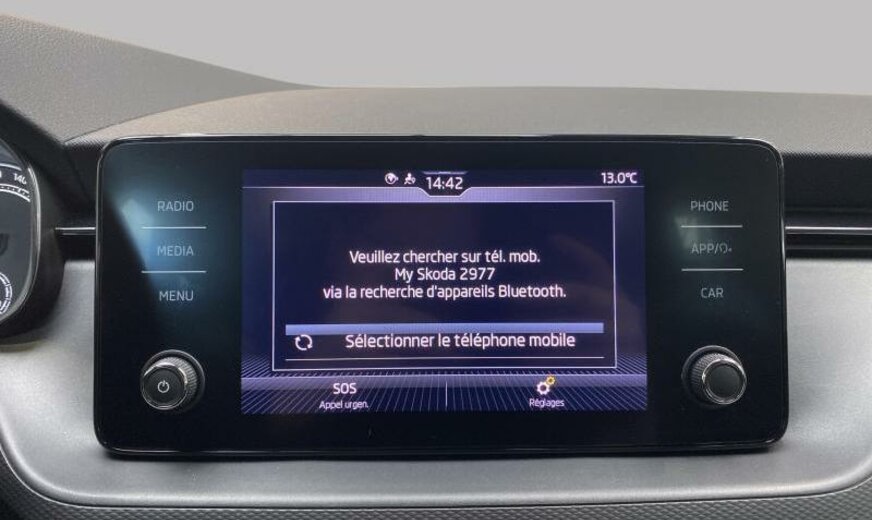 14:42
13.0°C
RADIO
MEDIA
MENU
Veuillez chercher sur tél. mob.
My Skoda 2977
via la recherche d'appareils Bluetooth.
Sélectionner le téléphone mobile
SOS
Appel urgen.
Réglages
PHONE
APP/
CAR